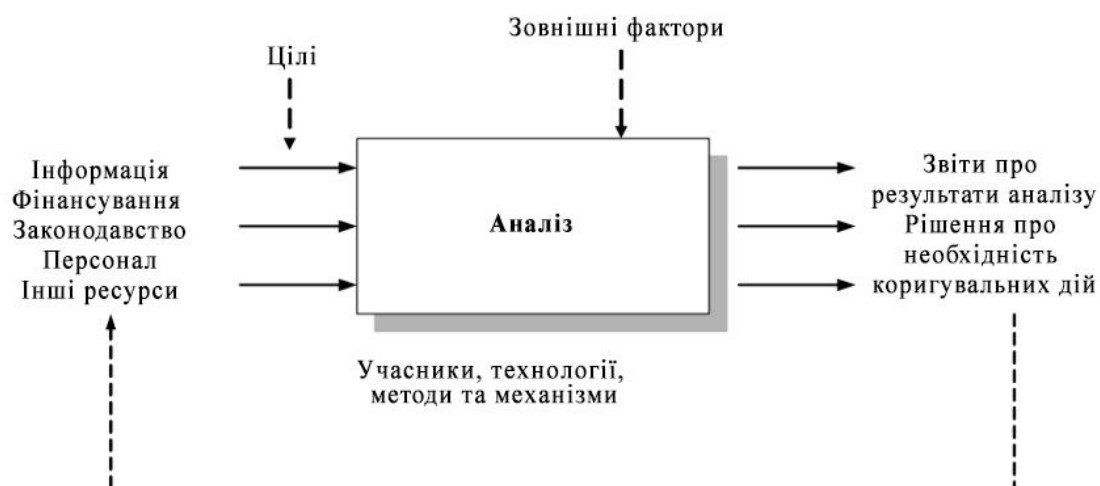 Зовнішні фактори
Цілі
Інформація
Фінансування
Законодавство
Персонал
Інші ресурси
Аналіз
Звіти про
результати аналізу
Рішення про
необхідність
коригувальних дій
Учасники, технології,
методи та механізми